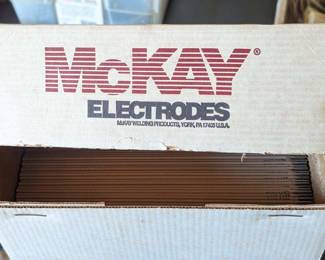 McKAY®
ELECTRODES
McKAY WELDING PRODUCTS, YORK, PA 17405 U.S.A.